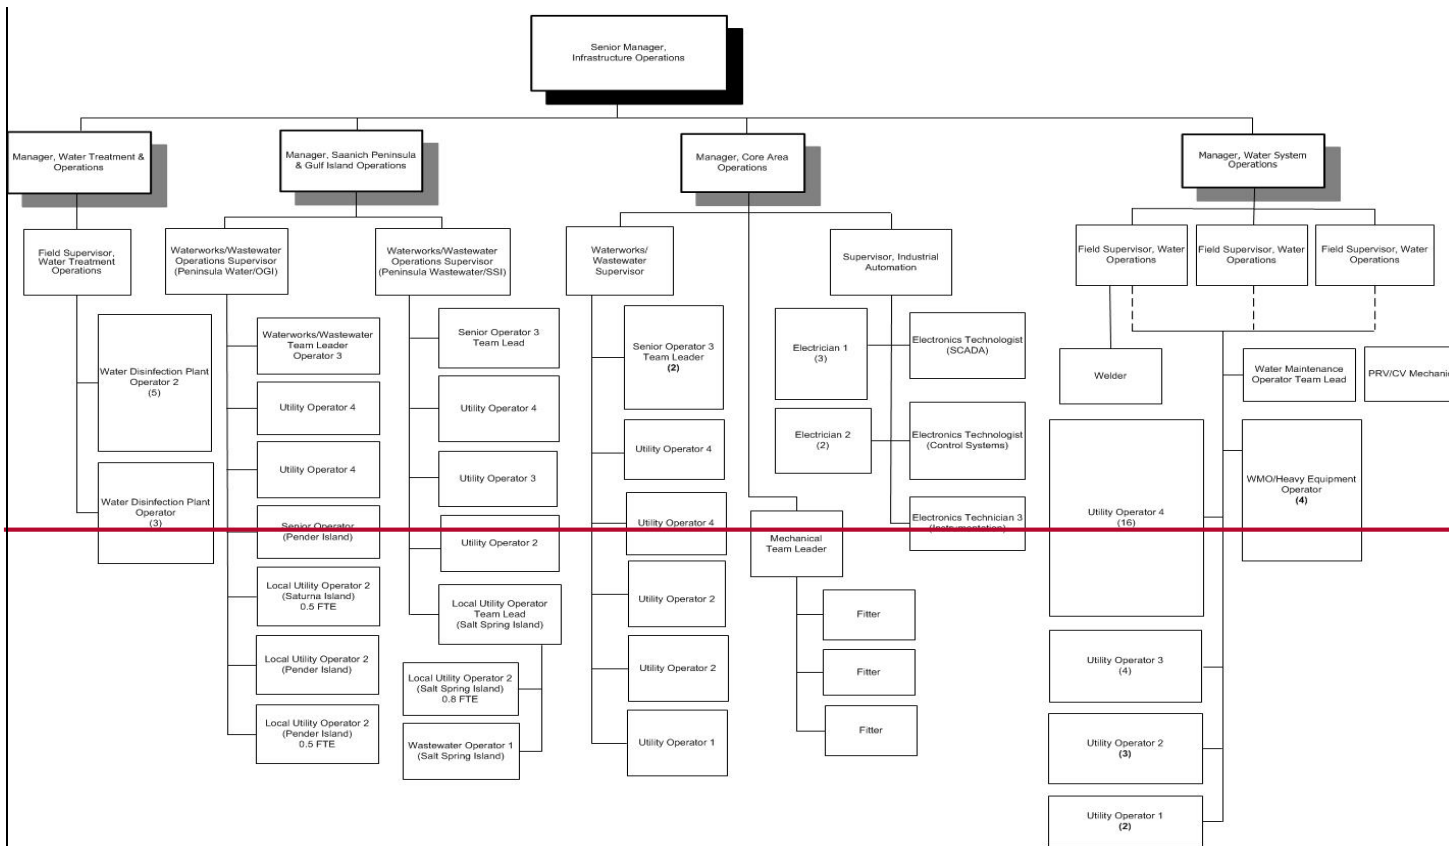 Senior Manager,
Infrastructure Operations
Manager, Water Treatment &
Operations
Manager, Saanich Peninsula
& Gulf Island Operations
Manager, Core Area
Operations
Manager, Water System
Operations
Field Supervisor,
Water Treatment
Operations
Water Disinfection Plant
Operator 2
(5)
Water Disinfection Plant
Operator
(3)
Waterworks/Wastewater
Operations Supervisor
(Peninsula Water/OGI)
Waterworks/Wastewater
Team Leader
Operator 3
Utility Operator 4
Utility Operator 4
Senior Operator
(Pender Island)
Local Utility Operator 2
(Saturna Island)
0.5 FTE
Local Utility Operator 2
(Pender Island)
Local Utility Operator 2
(Pender Island)
0.5 FTE
Waterworks/Wastewater
Operations Supervisor
(Peninsula Wastewater/SSI)
Senior Operator 3
Team Lead
Utility Operator 4
Utility Operator 3
Utility Operator 2
Local Utility Operator
Team Lead
(Salt Spring Island)
Local Utility Operator 2
(Salt Spring Island)
0.8 FTE
Wastewater Operator 1
(Salt Spring Island)
Waterworks/
Wastewater
Supervisor
Senior Operator 3
Team Leader
(2)
Utility Operator 4
Utility Operator 4
Utility Operator 2
Utility Operator 2
Utility Operator 1
Mechanical
Team Leader
Fitter
Fitter
Fitter
Supervisor, Industrial
Automation
Electrician 1
(3)
Electronics Technologist
(SCADA)
Electrician 2
(2)
Electronics Technologist
(Control Systems)
Electronics Technician 3
(Instrumentation)
Field Supervisor, Water
Operations
Field Supervisor, Water
Operations
Field Supervisor, Water
Operations
Welder
Water Maintenance
Operator Team Lead
PRV/CV Mechanic
Utility Operator 4
(16)
WMO/Heavy Equipment
Operator
(4)
Utility Operator 3
(4)
Utility Operator 2
(3)
Utility Operator 1
(2)